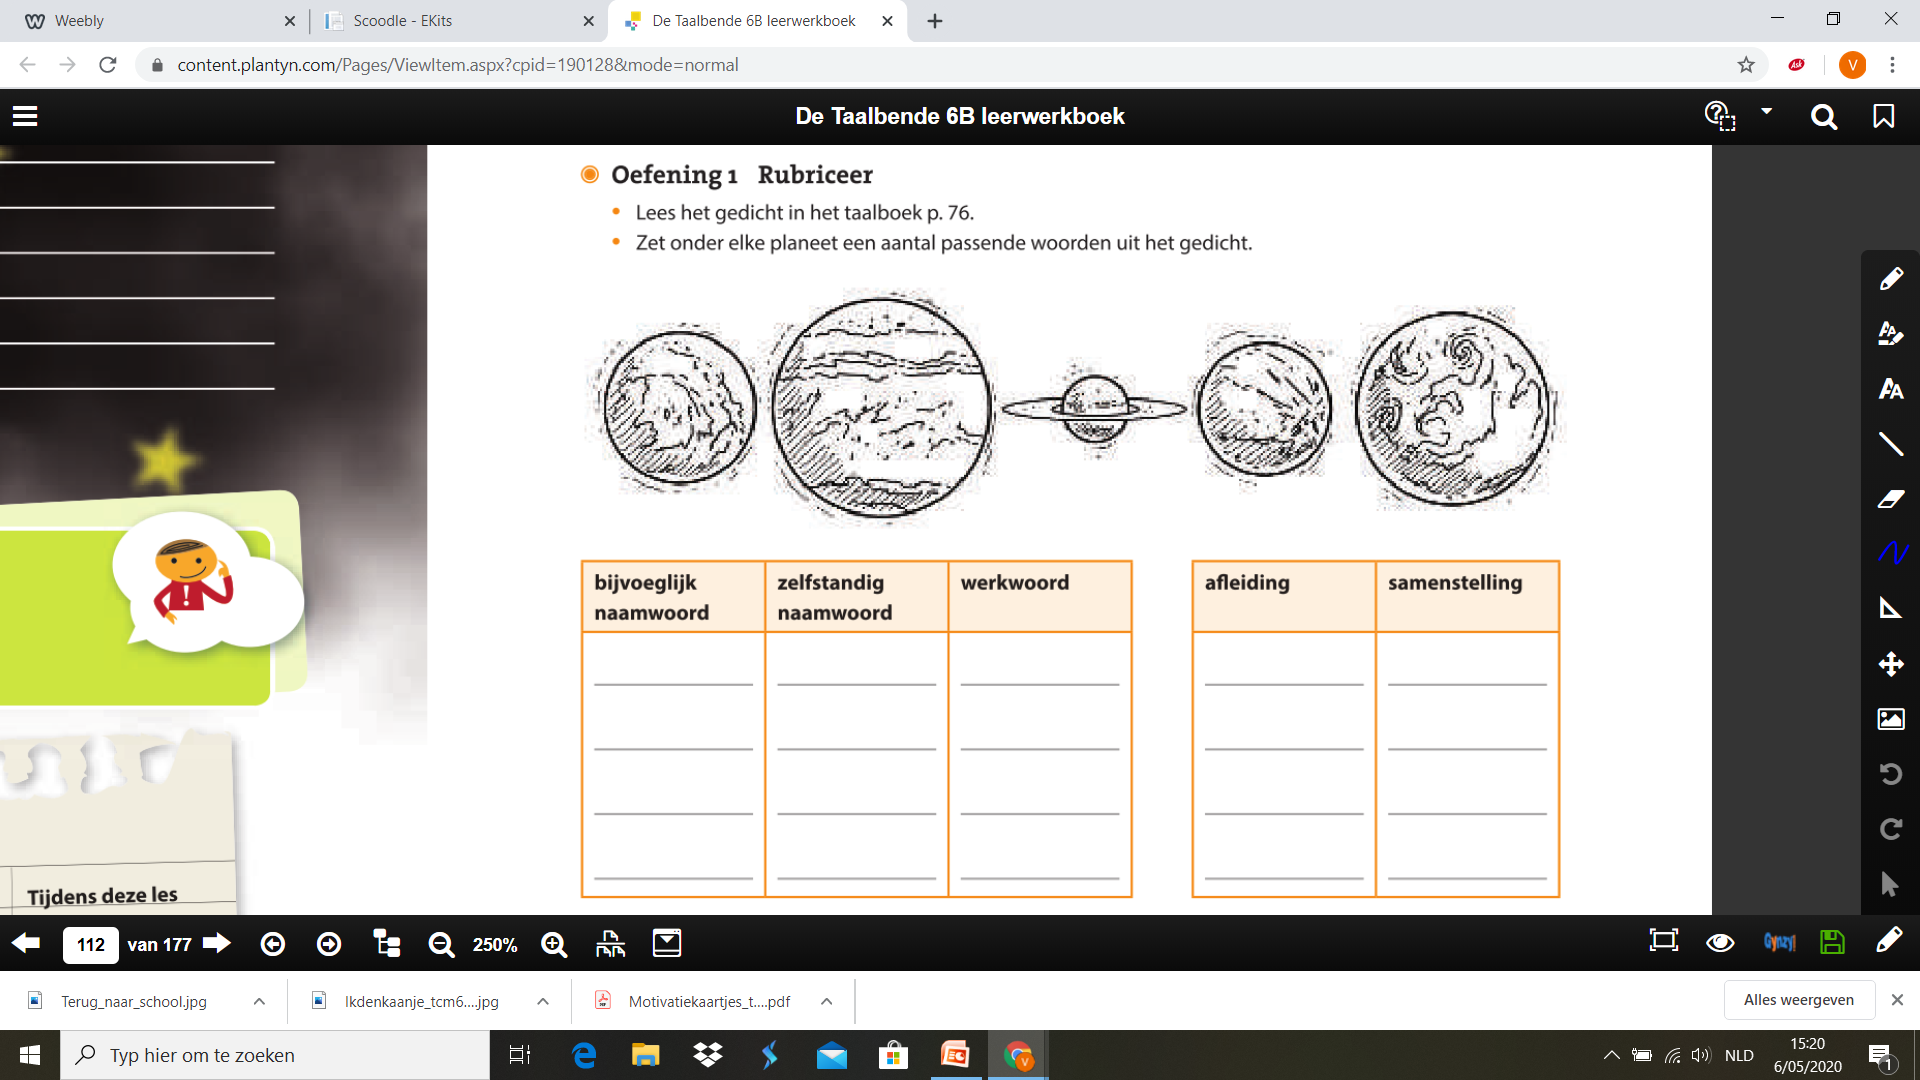 Weebly
Scoodle - EKits
De Taalbende 6B leerwerkboek
content.plantyn.com/Pages/ViewItem.aspx?cpid=190128&mode=normal
Ask
V
De Taalbende 6B leerwerkboek
Oefening 1 Rubriceer
• Lees het gedicht in het taalboek p. 76.
• Zet onder elke planeet een aantal passende woorden uit het gedicht.
bijvoeglijk naamwoord
zelfstandig naamwoord
werkwoord
afleiding
samenstelling
Tijdens deze les
112 van 177
250%
Gynzy!
Terug_naar_school.jpg
Ikdenkaanje_tcm6....jpg
Motivatiekaartjes_t....pdf
Alles weergeven
Typ hier om te zoeken
NLD
15:20
6/05/2020
1